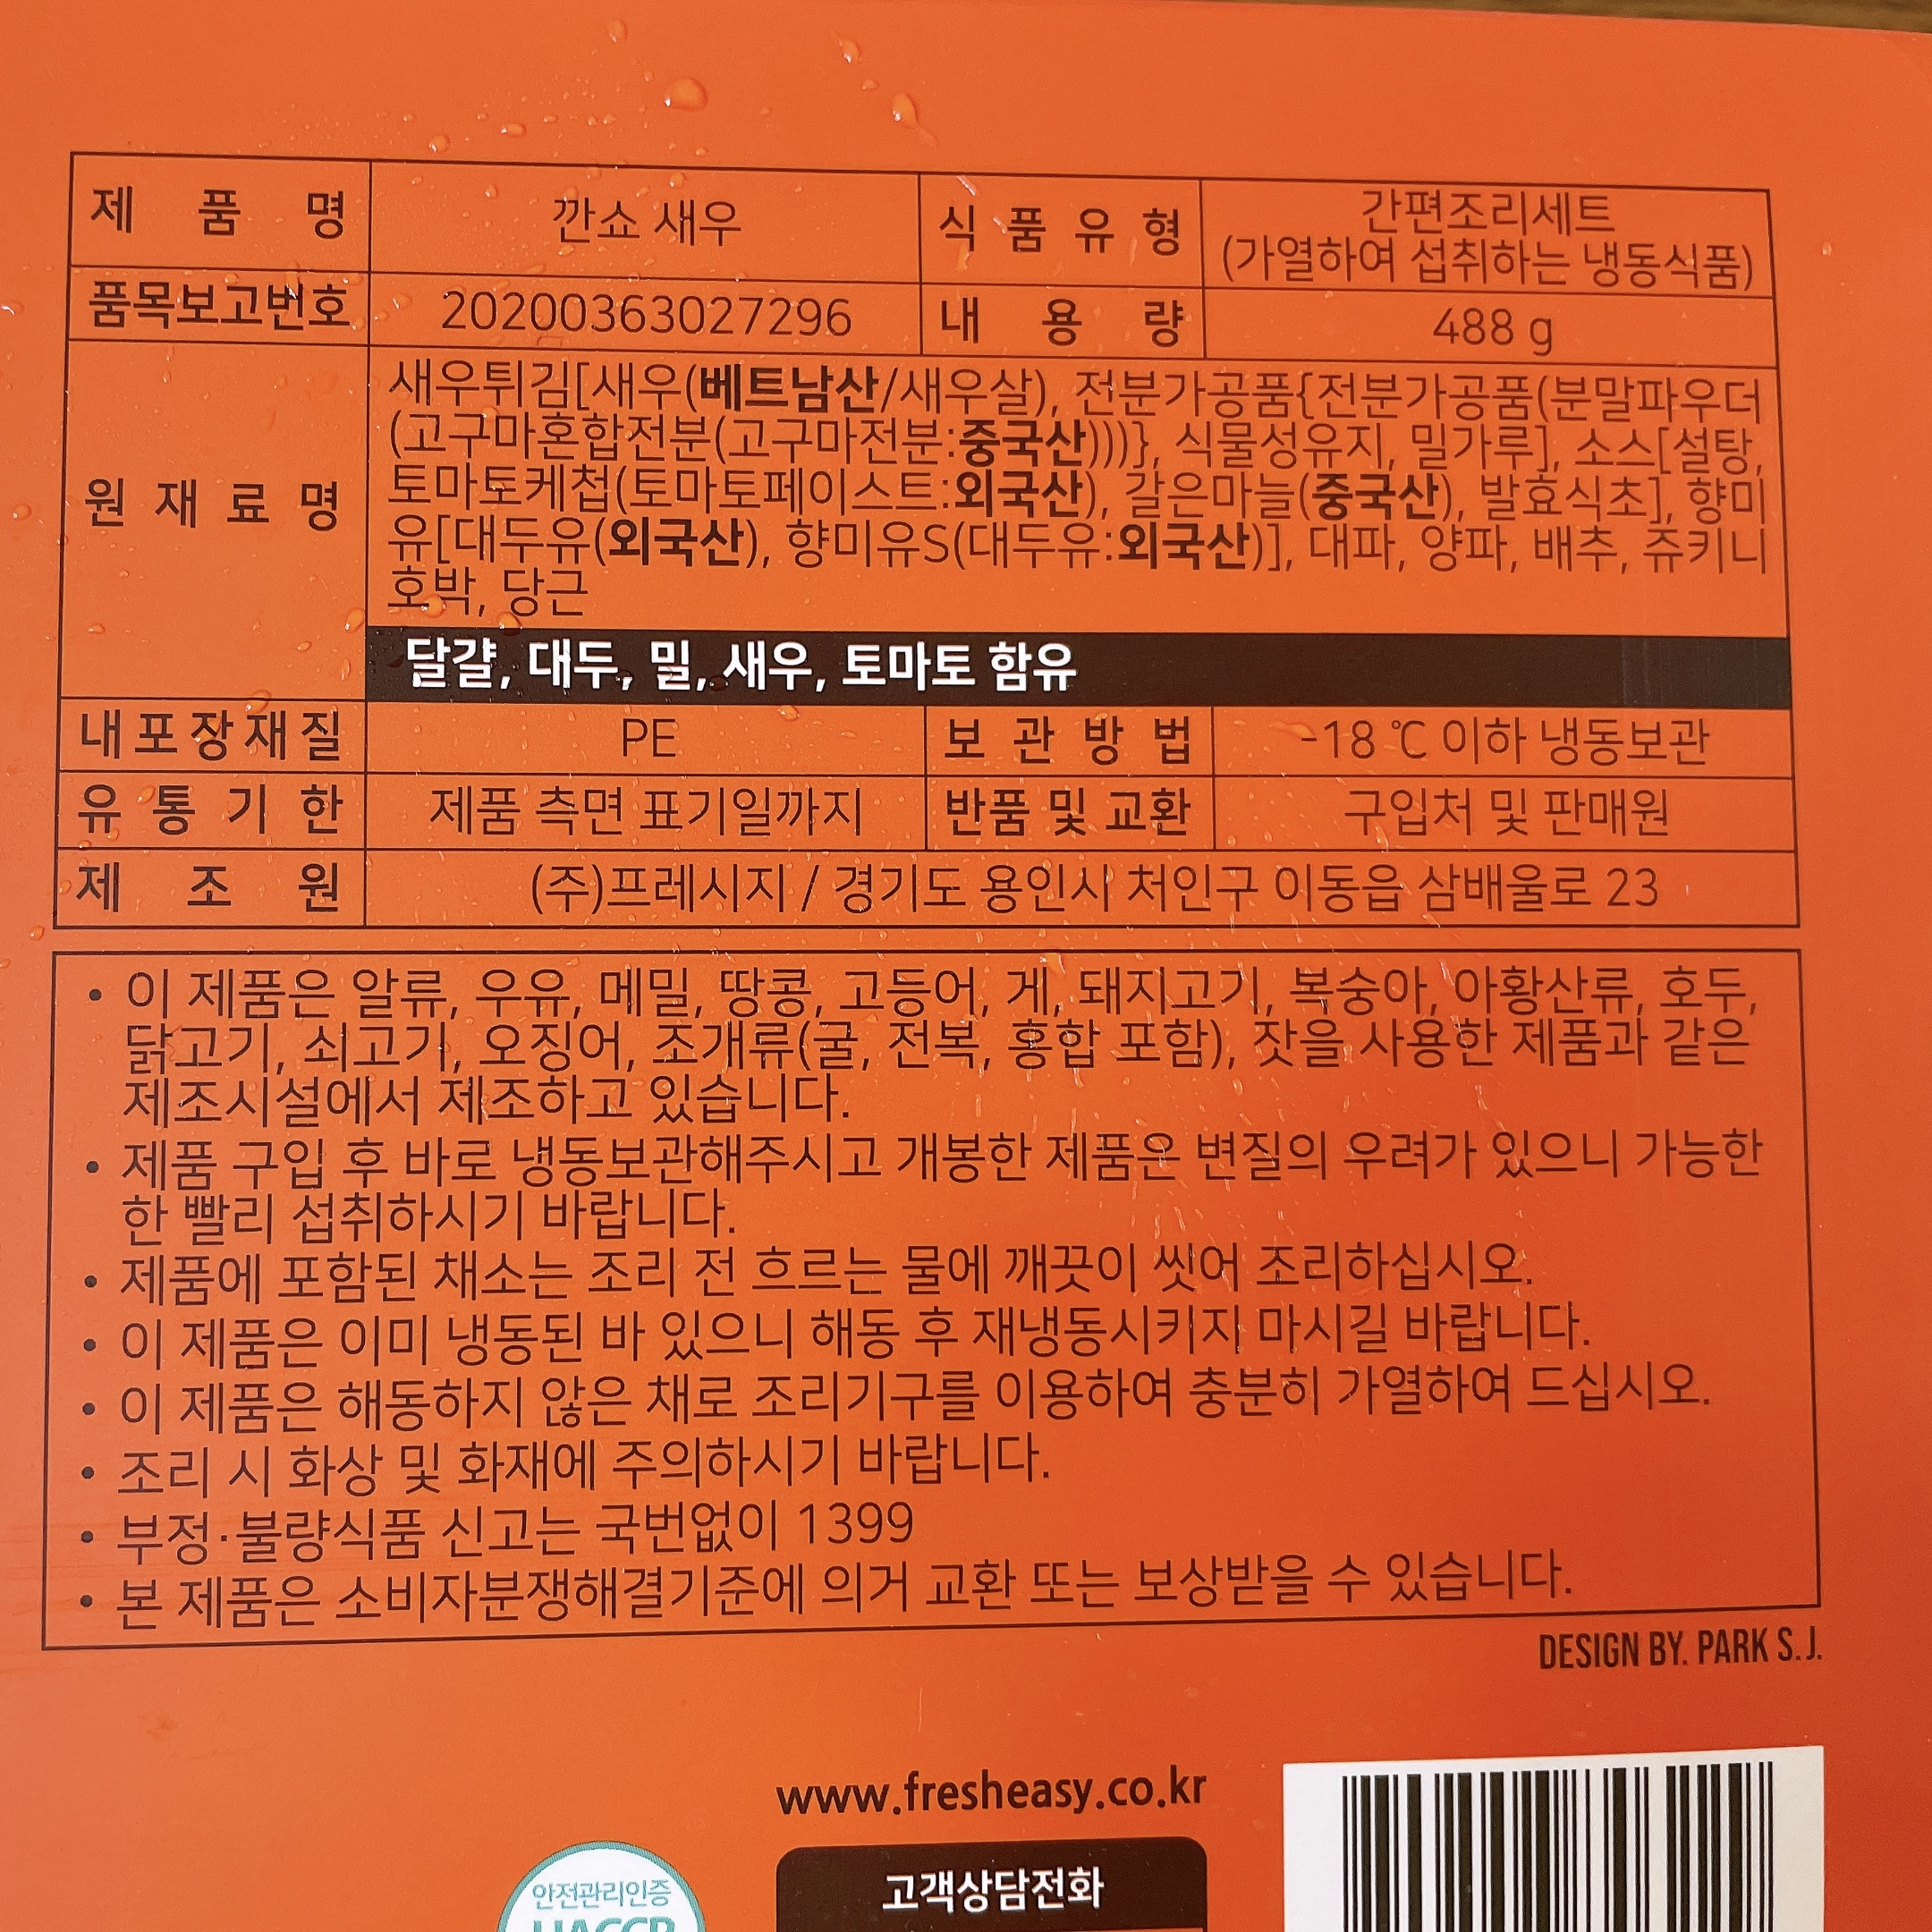 제품명 깐쇼 새우 식품유형 간편조리세트
(가열하여 섭취하는 냉동식품)
품목보고번호 20200363027296 내용량 488 g
원재료명
새우튀김[새우(베트남산/새우살), 전분가공품{전분가공품(분말파우더
(고구마혼합전분(고구마전분:중국산)))}, 식물성유지, 밀가루], 소스[설탕,
토마토케첩(토마토페이스트:외국산), 갈은마늘(중국산), 발효식초], 향미
유[대두유(외국산), 향미유S(대두유:외국산)], 대파, 양파, 배추, 쥬키니
호박, 당근
달걀, 대두, 밀, 새우, 토마토 함유
내포장재질 PE 보관방법 -18 ℃ 이하 냉동보관
유통기한 제품 측면 표기일까지 반품 및 교환 구입처 및 판매원
제조원 (주)프레시지 / 경기도 용인시 처인구 이동읍 삼배울로 23
• 이 제품은 알류, 우유, 메밀, 땅콩, 고등어, 게, 돼지고기, 복숭아, 아황산류, 호두,
닭고기, 쇠고기, 오징어, 조개류(굴, 전복, 홍합 포함), 잣을 사용한 제품과 같은
제조시설에서 제조하고 있습니다.
• 제품 구입 후 바로 냉동보관해주시고 개봉한 제품은 변질의 우려가 있으니 가능한
한 빨리 섭취하시기 바랍니다.
• 제품에 포함된 채소는 조리 전 흐르는 물에 깨끗이 씻어 조리하십시오.
• 이 제품은 이미 냉동된 바 있으니 해동 후 재냉동시키지 마시길 바랍니다.
• 이 제품은 해동하지 않은 채로 조리기구를 이용하여 충분히 가열하여 드십시오.
• 조리 시 화상 및 화재에 주의하시기 바랍니다.
• 부정·불량식품 신고는 국번없이 1399
• 본 제품은 소비자분쟁해결기준에 의거 교환 또는 보상받을 수 있습니다.
DESIGN BY. PARK S.J.
www.fresheasy.co.kr
고객상담전화
안전관리인증
HACCP